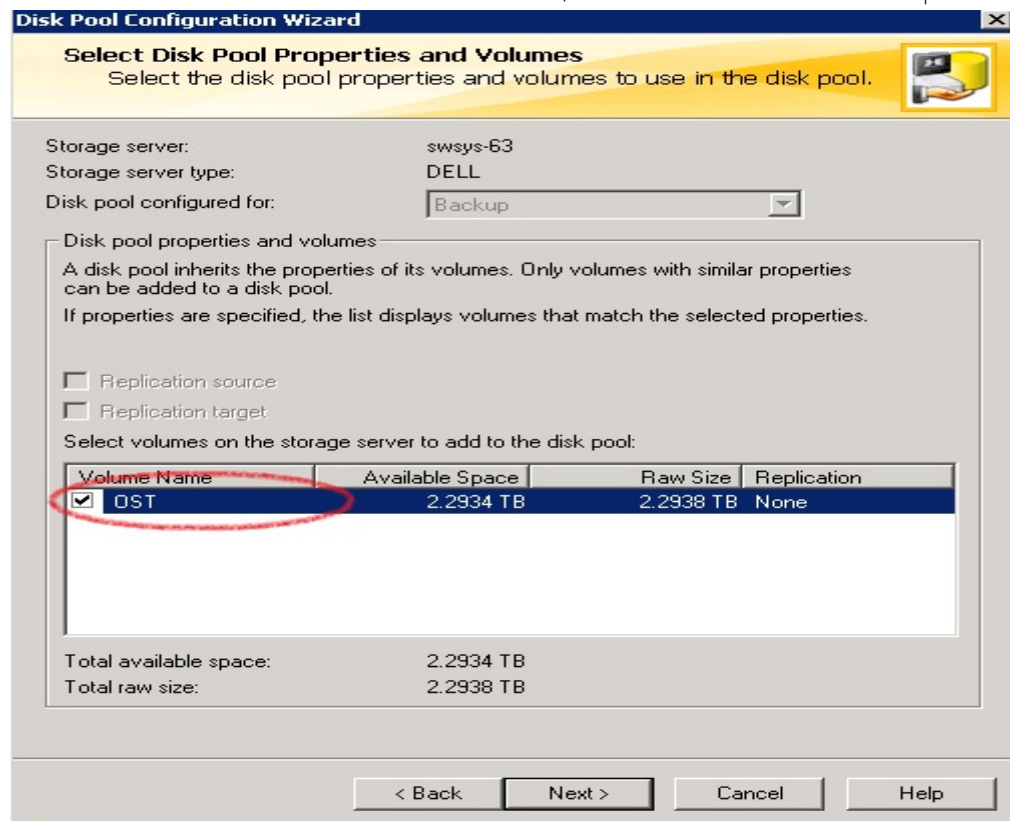 Disk Pool Configuration Wizard
Select Disk Pool Properties and Volumes
Select the disk pool properties and volumes to use in the disk pool.
Storage server: swsys-63
Storage server type: DELL
Disk pool configured for: Backup
Disk pool properties and volumes
A disk pool inherits the properties of its volumes. Only volumes with similar properties
can be added to a disk pool.
If properties are specified, the list displays volumes that match the selected properties.
Replication source
Replication target
Select volumes on the storage server to add to the disk pool:
Volume Name Available Space Raw Size Replication
OST 2.2934 TB 2.2938 TB None
Total available space: 2.2934 TB
Total raw size: 2.2938 TB
< Back Next > Cancel Help